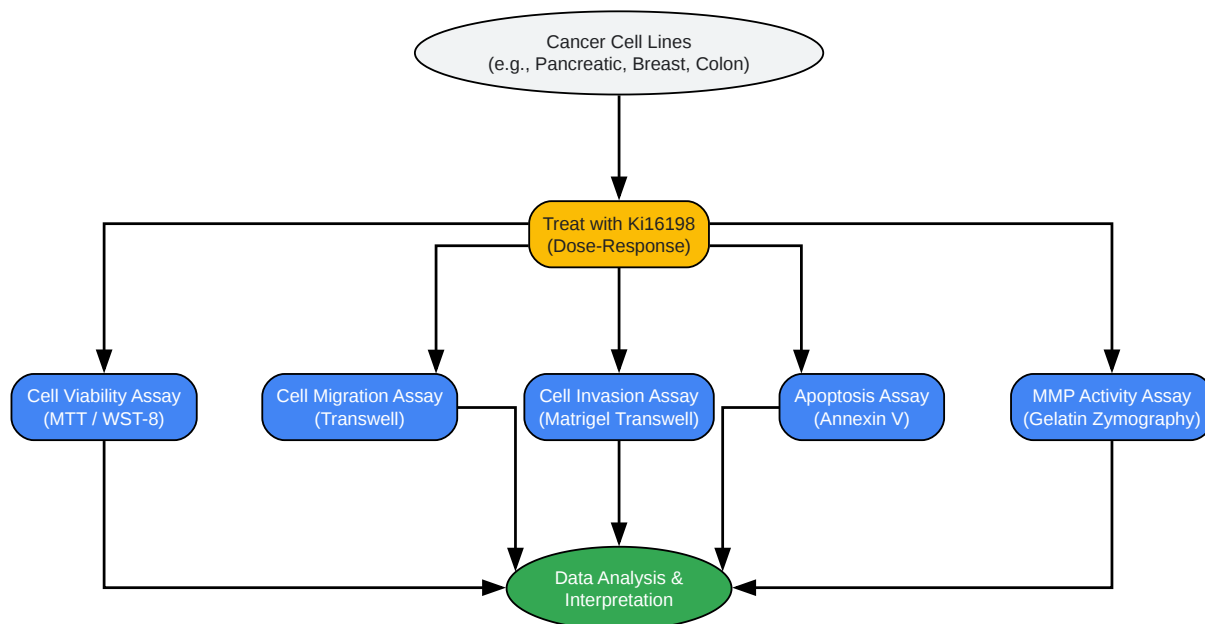 Cancer Cell Lines
(e.g., Pancreatic, Breast, Colon)
Treat with Ki16198
(Dose-Response)
Cell Viability Assay
(MTT / WST-8)
Cell Migration Assay
(Transwell)
Cell Invasion Assay
(Matrigel Transwell)
Apoptosis Assay
(Annexin V)
MMP Activity Assay
(Gelatin Zymography)
Data Analysis &
Interpretation